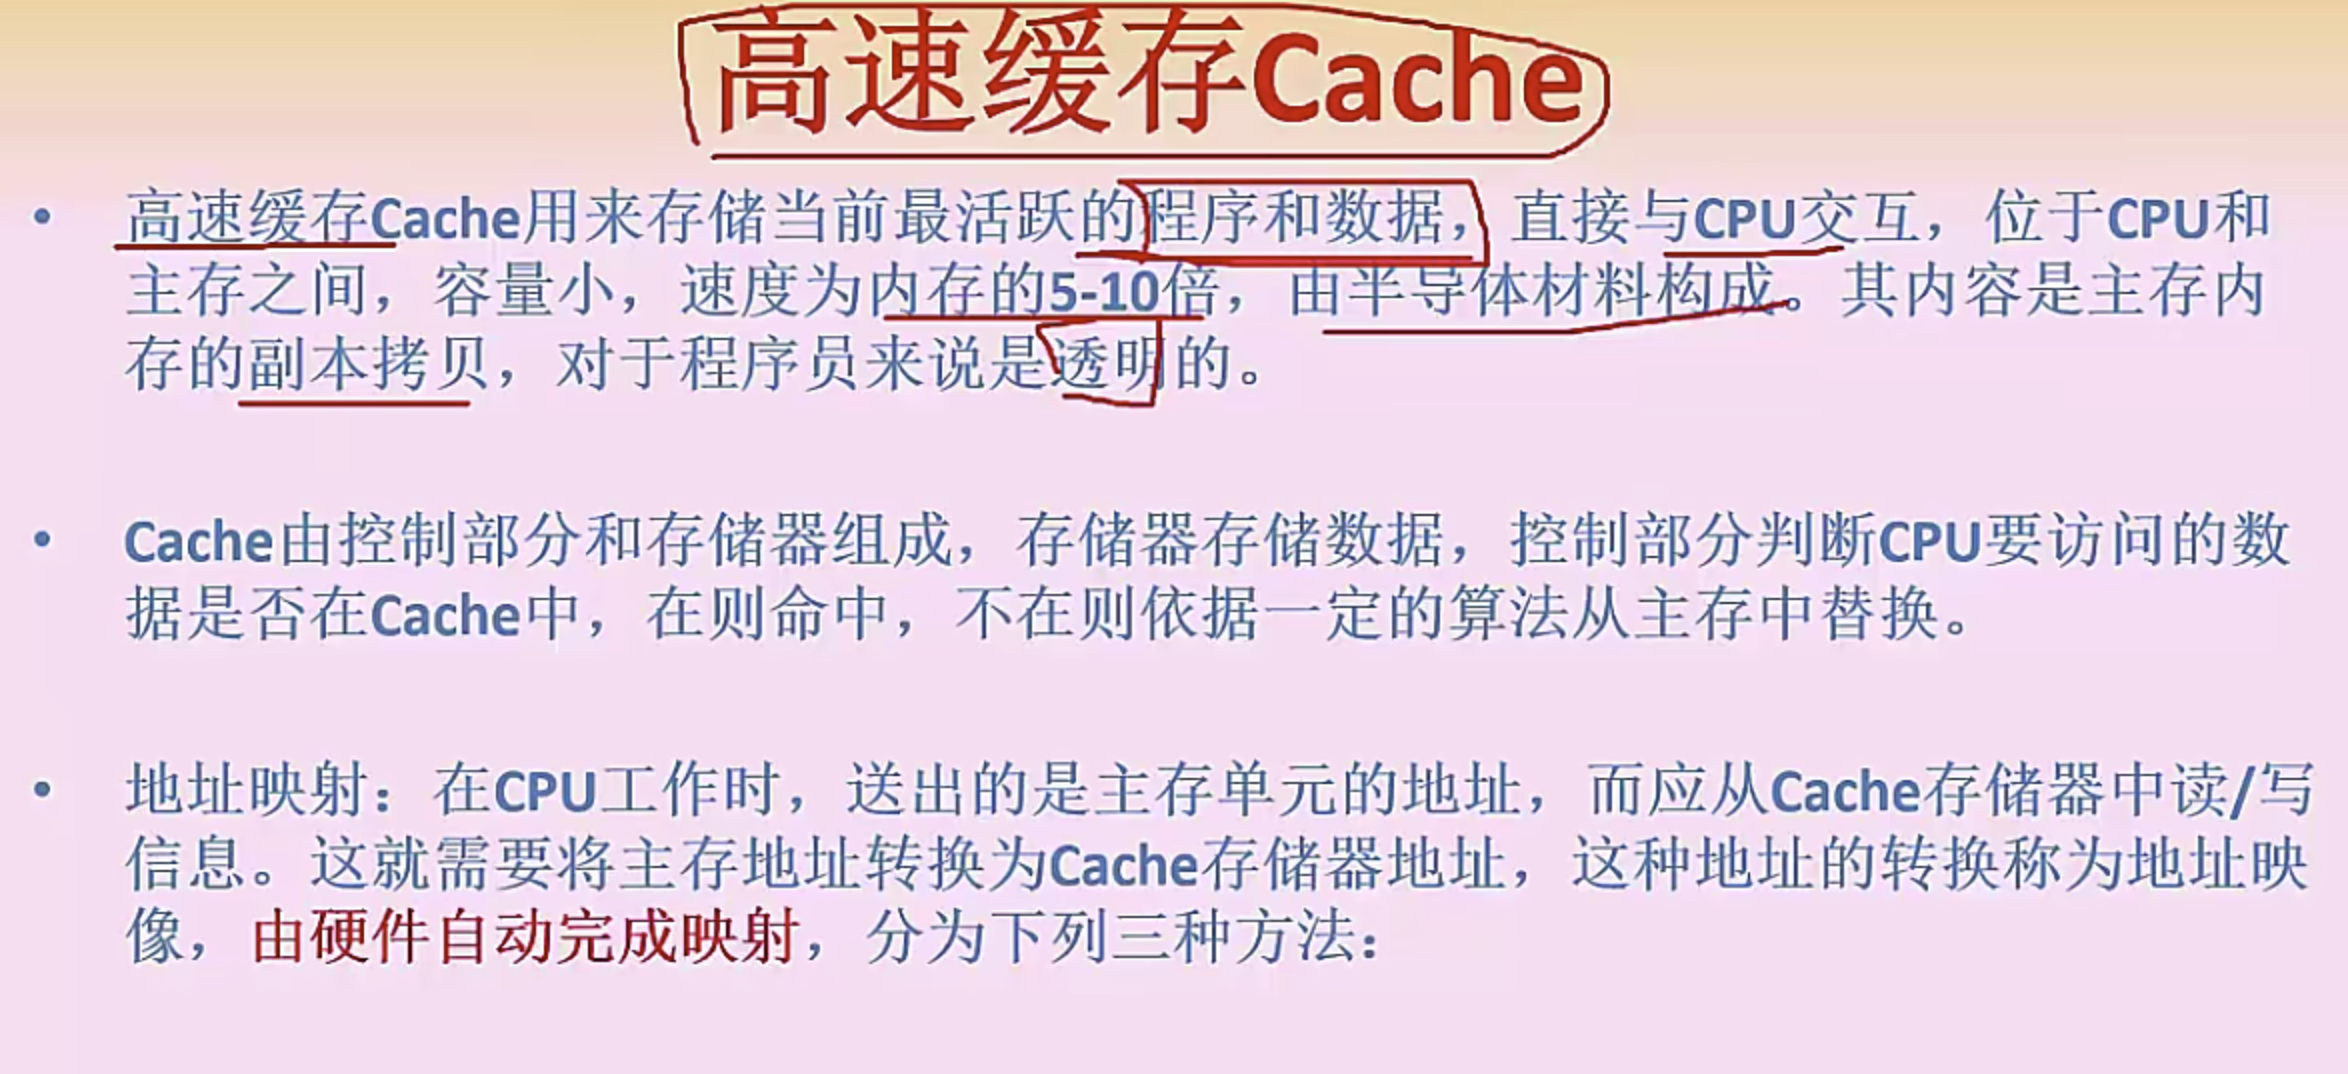 高速缓存Cache
• 高速缓存Cache用来存储当前最活跃的程序和数据，直接与CPU交互，位于CPU和
主存之间，容量小，速度为内存的5-10倍，由半导体材料构成。其内容是主存内
存的副本拷贝，对于程序员来说是透明的。
• Cache由控制部分和存储器组成，存储器存储数据，控制部分判断CPU要访问的数
据是否在Cache中，在则命中，不在则依据一定的算法从主存中替换。
• 地址映射：在CPU工作时，送出的是主存单元的地址，而应从Cache存储器中读/写
信息。这就需要将主存地址转换为Cache存储器地址，这种地址的转换称为地址映
像，由硬件自动完成映射，分为下列三种方法：